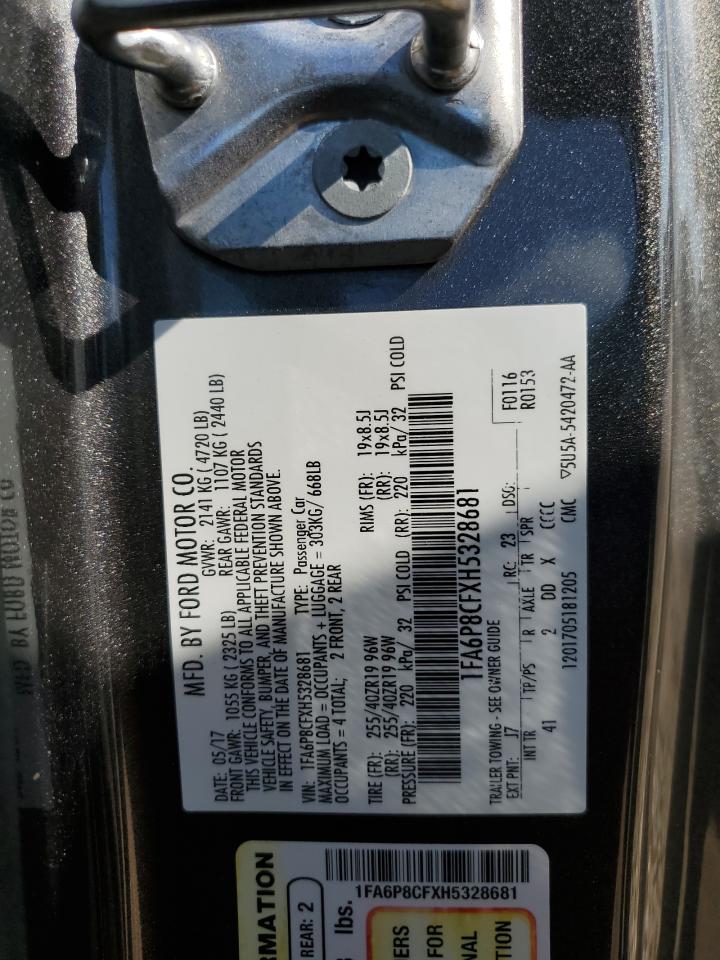 MFD. BY FORD MOTOR CO.
DATE: 05/17 GVWR: 2141 KG ( 4720 LB)
FRONT GAWR: 1055 KG ( 2325 LB) REAR GAWR: 1107 KG ( 2440 LB)
THIS VEHICLE CONFORMS TO ALL APPLICABLE FEDERAL MOTOR
VEHICLE SAFETY, BUMPER, AND THEFT PREVENTION STANDARDS
IN EFFECT ON THE DATE OF MANUFACTURE SHOWN ABOVE.
VIN: 1FA6P8CFXH5328681 TYPE: Passenger Car
MAXIMUM LOAD = OCCUPANTS + LUGGAGE = 303KG/ 668LB
OCCUPANTS = 4 TOTAL; 2 FRONT, 2 REAR
TIRE (FR): 255/40ZR19 96W RIMS (FR): 19x8.5J
(RR): 255/40ZR19 96W (RR): 19x8.5J
PRESSURE (FR): 220 kPa/ 32 PSI COLD (RR): 220 kPa/ 32 PSI COLD
1FA6P8CFXH5328681
TRAILER TOWING - SEE OWNER GUIDE F0116
EXT PNT: J7 RC: 23 DSO: R0153
INT TR TP/PS R AXLE TR SPR
41 2 DD X CCCC
1201705181205 CMC ▽5U5A-5420472-AA
RMATION
REAR: 2
lbs.
1FA6P8CFXH5328681
ERS
FOR
NAL
TION